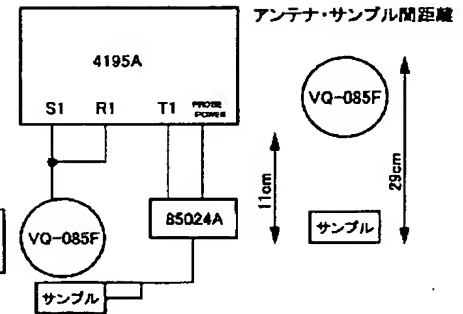 アンテナ・サンプル間距離
4195A
S1 R1 T1 PROBE POWER
VQ-085F
11cm
29cm
サンプル
85024A
VQ-085F
サンプル